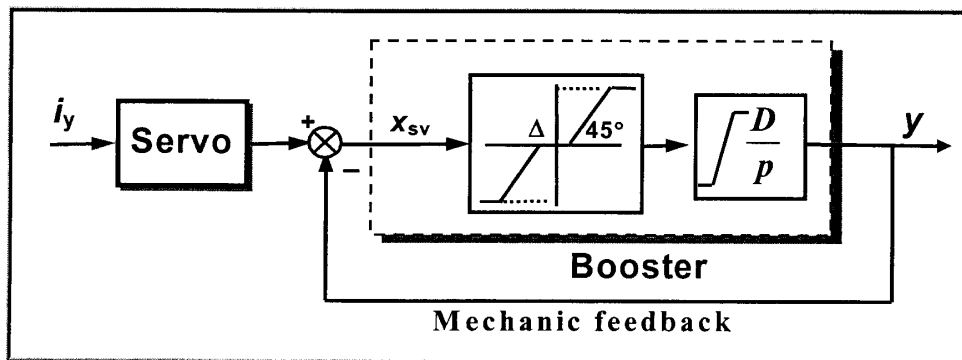 i_y
Servo
+
−
x_sv
Δ
45°
D
p
y
Booster
Mechanic feedback